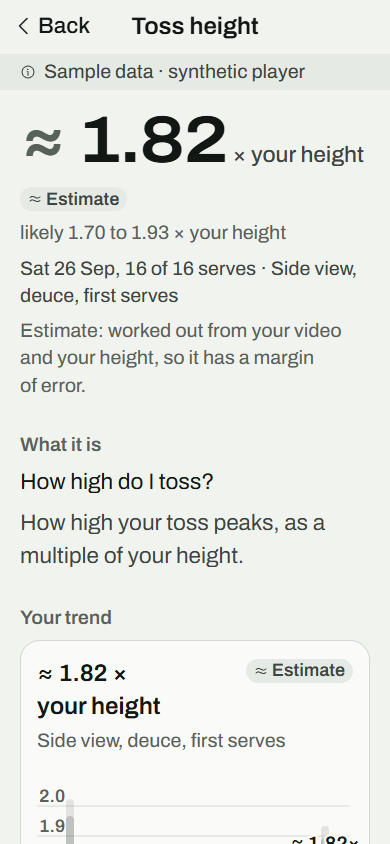 Back Toss height
Sample data · synthetic player
≈ 1.82 × your height
≈ Estimate
likely 1.70 to 1.93 × your height
Sat 26 Sep, 16 of 16 serves · Side view,
deuce, first serves
Estimate: worked out from your video
and your height, so it has a margin
of error.
What it is
How high do I toss?
How high your toss peaks, as a
multiple of your height.
Your trend
≈ 1.82 ×
your height
≈ Estimate
Side view, deuce, first serves
2.0
1.9
≈ 1.82×